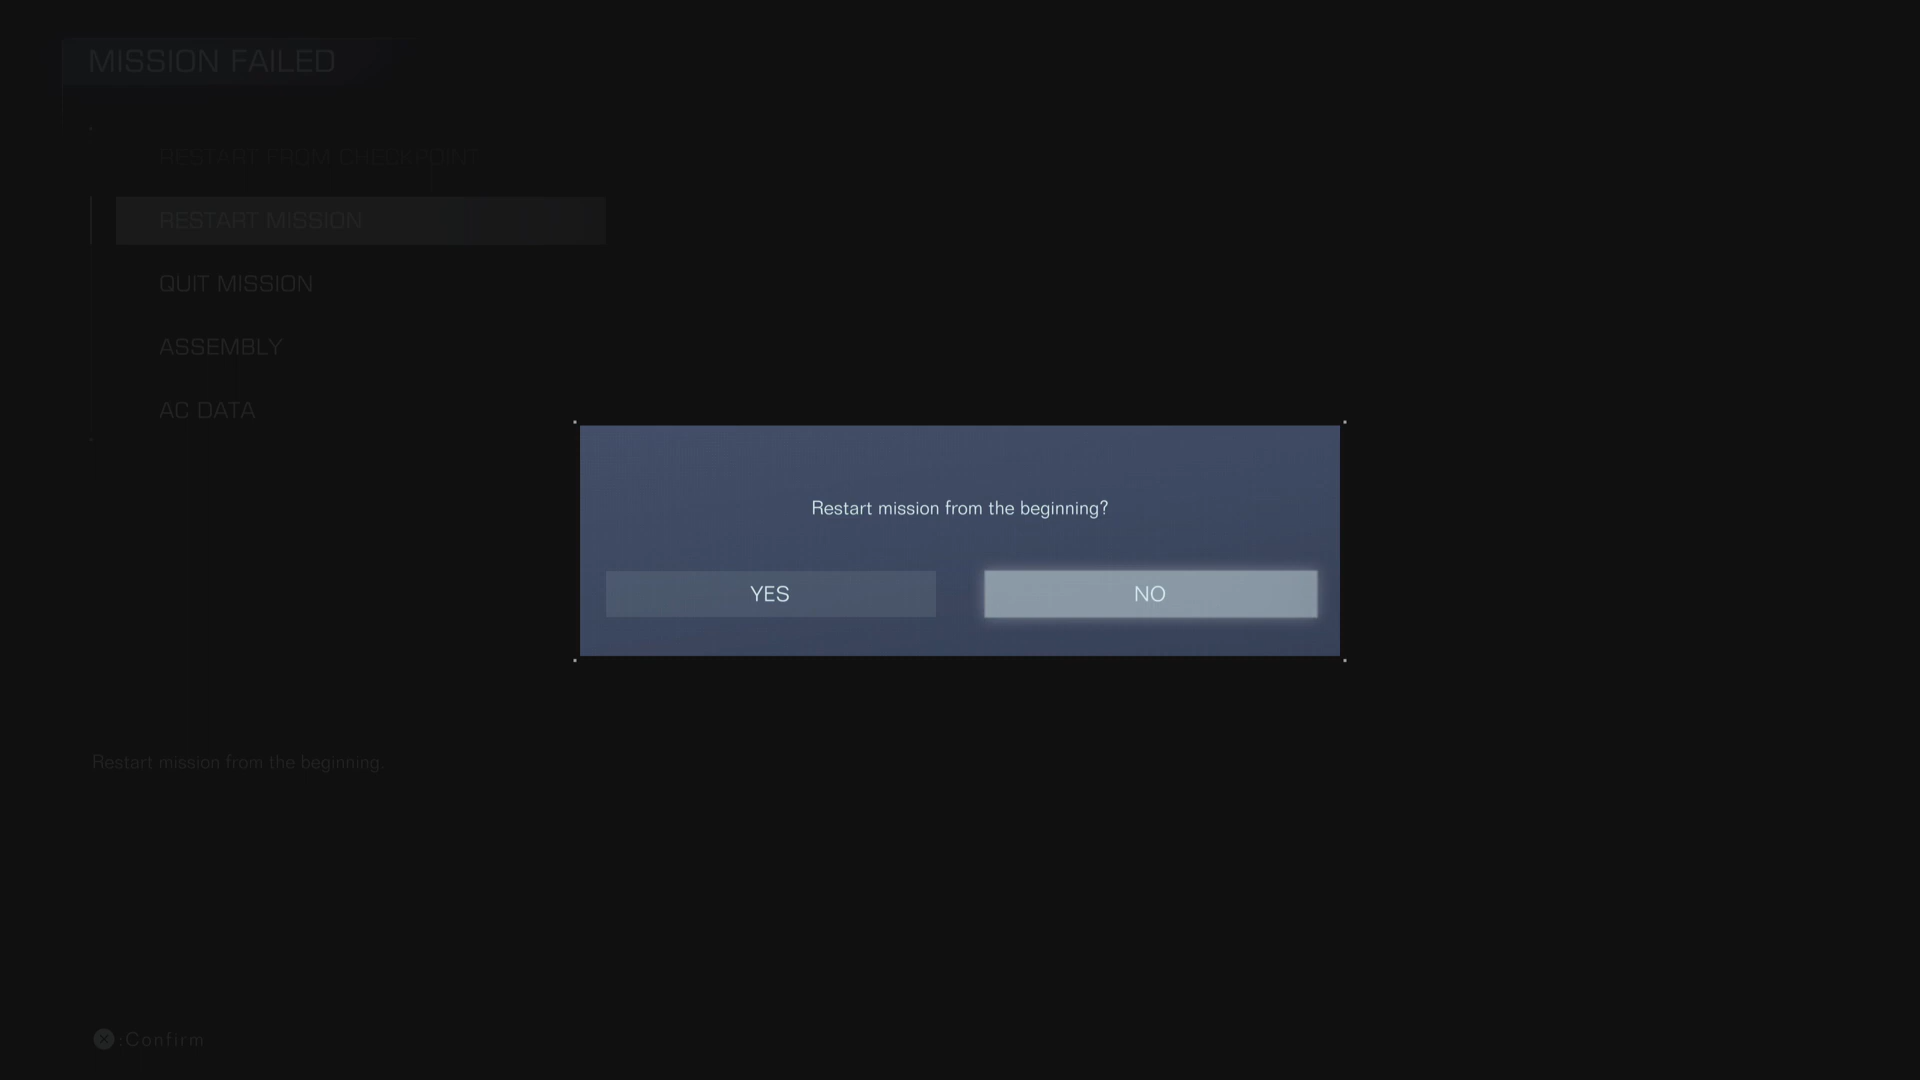 MISSION FAILED
RESTART FROM CHECKPOINT
RESTART MISSION
QUIT MISSION
ASSEMBLY
AC DATA
Restart mission from the beginning?
YES
NO
Restart mission from the beginning.
:Confirm